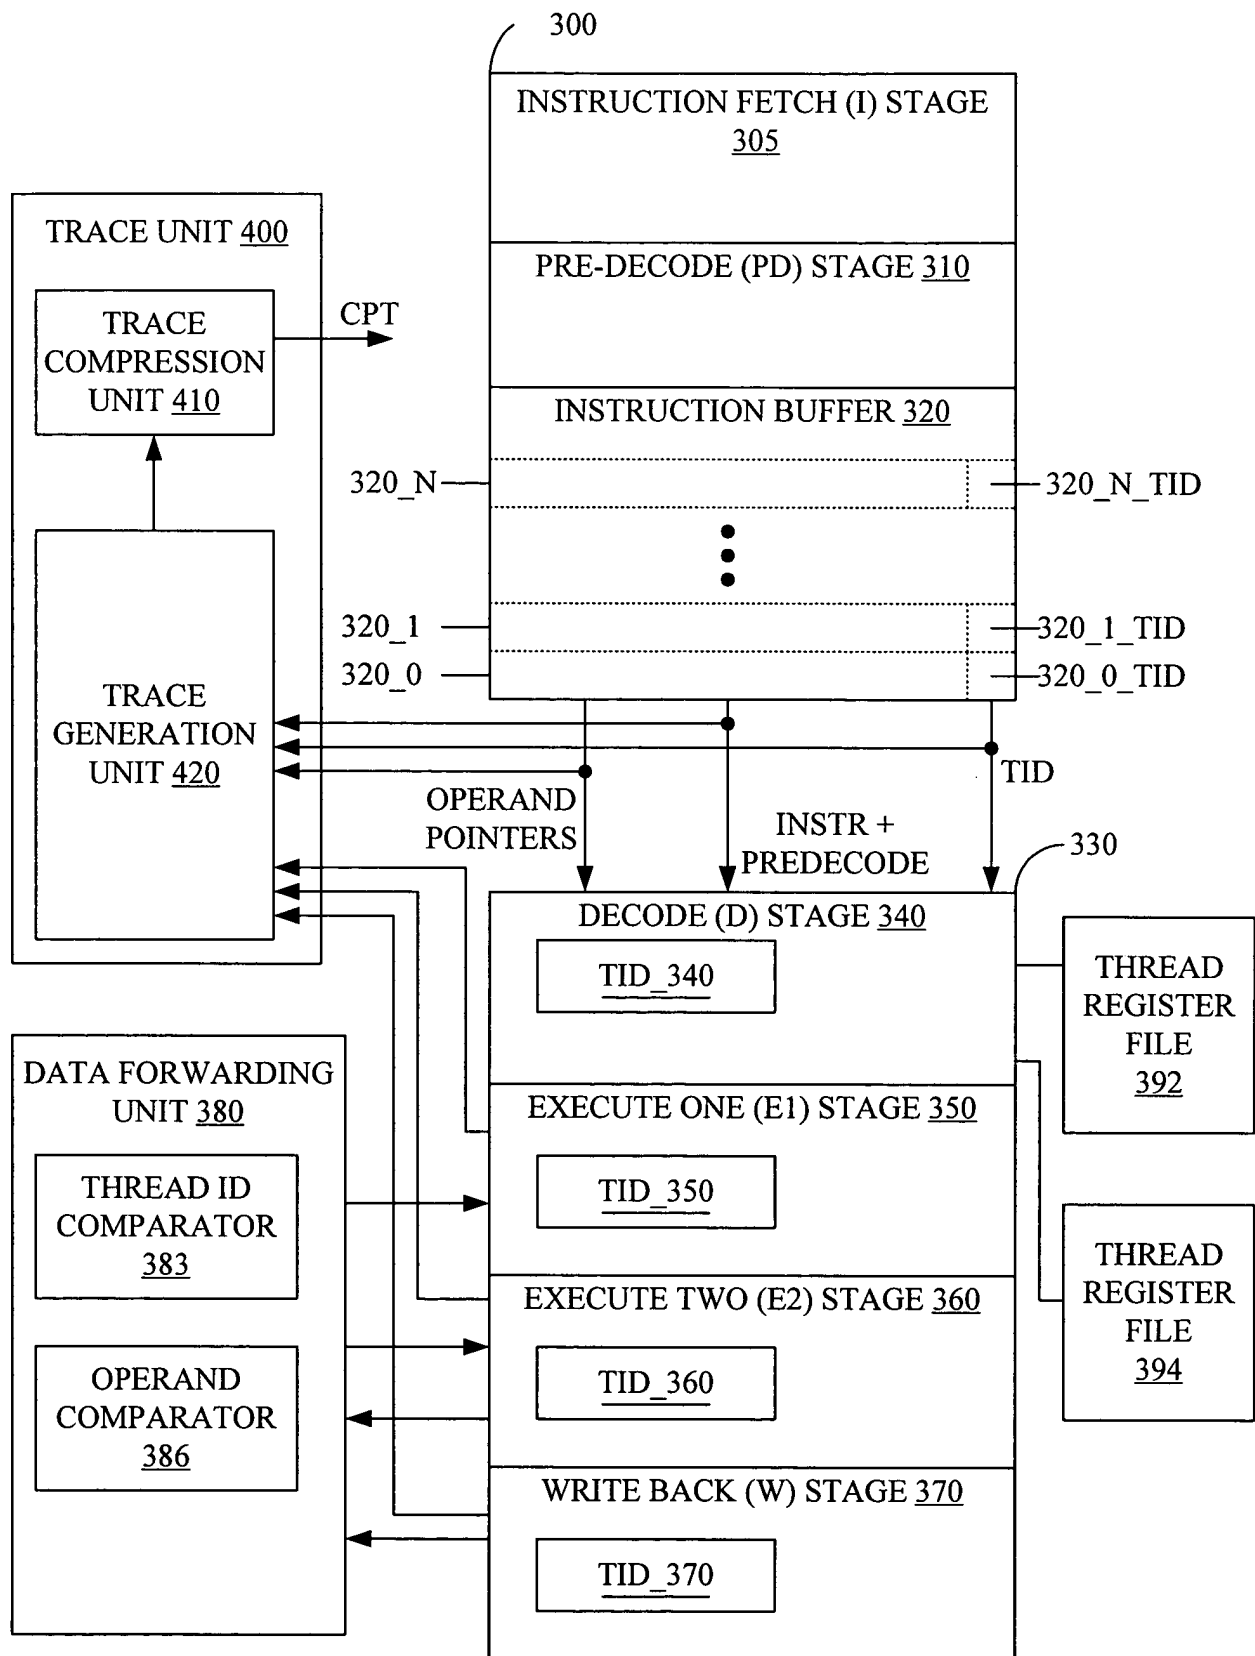 300
INSTRUCTION FETCH (I) STAGE
305
TRACE UNIT 400
PRE-DECODE (PD) STAGE 310
TRACE
COMPRESSION
UNIT 410
CPT
INSTRUCTION BUFFER 320
320_N
320_N_TID
320_1
320_1_TID
320_0
320_0_TID
TRACE
GENERATION
UNIT 420
OPERAND
POINTERS
INSTR +
PREDECODE
TID
330
DECODE (D) STAGE 340
TID_340
THREAD
REGISTER
FILE
392
DATA FORWARDING
UNIT 380
EXECUTE ONE (E1) STAGE 350
TID_350
THREAD ID
COMPARATOR
383
THREAD
REGISTER
FILE
394
EXECUTE TWO (E2) STAGE 360
TID_360
OPERAND
COMPARATOR
386
WRITE BACK (W) STAGE 370
TID_370